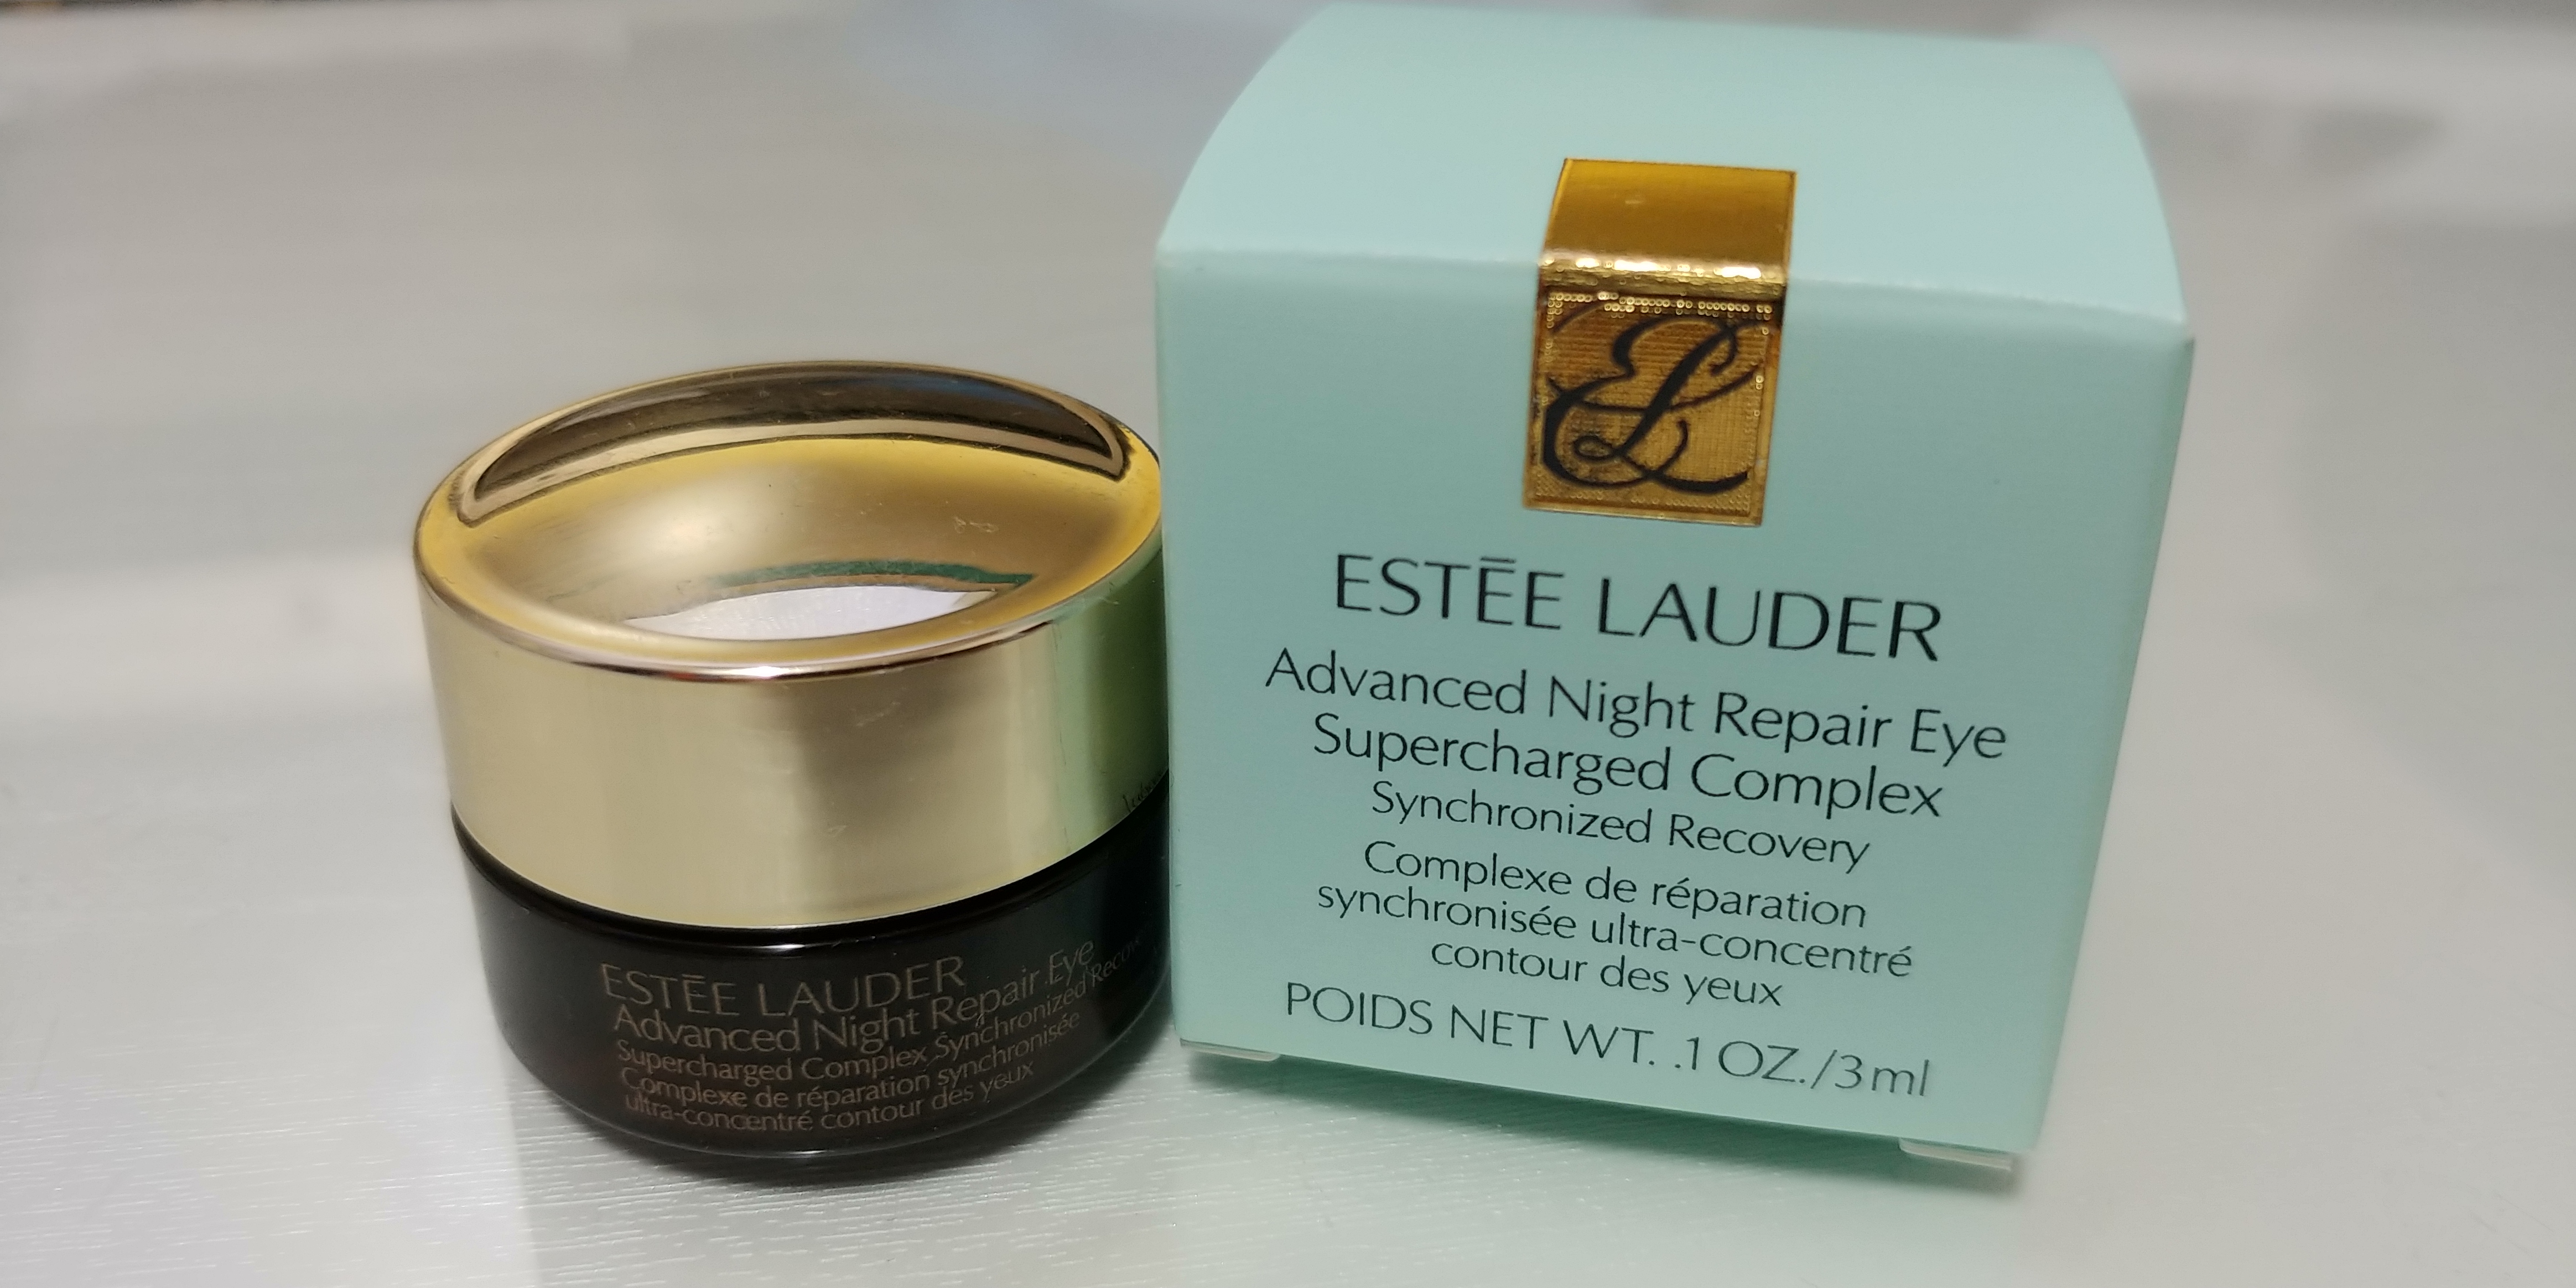 ESTĒE LAUDER
Advanced Night Repair Eye
Supercharged Complex Synchronized
Complexe de réparation synchronisée
ultra-concentré contour des yeux
EL
ESTĒE LAUDER
Advanced Night Repair Eye
Supercharged Complex
Synchronized Recovery
Complexe de réparation
synchronisée ultra-concentré
contour des yeux
POIDS NET WT. .1 OZ./3ml